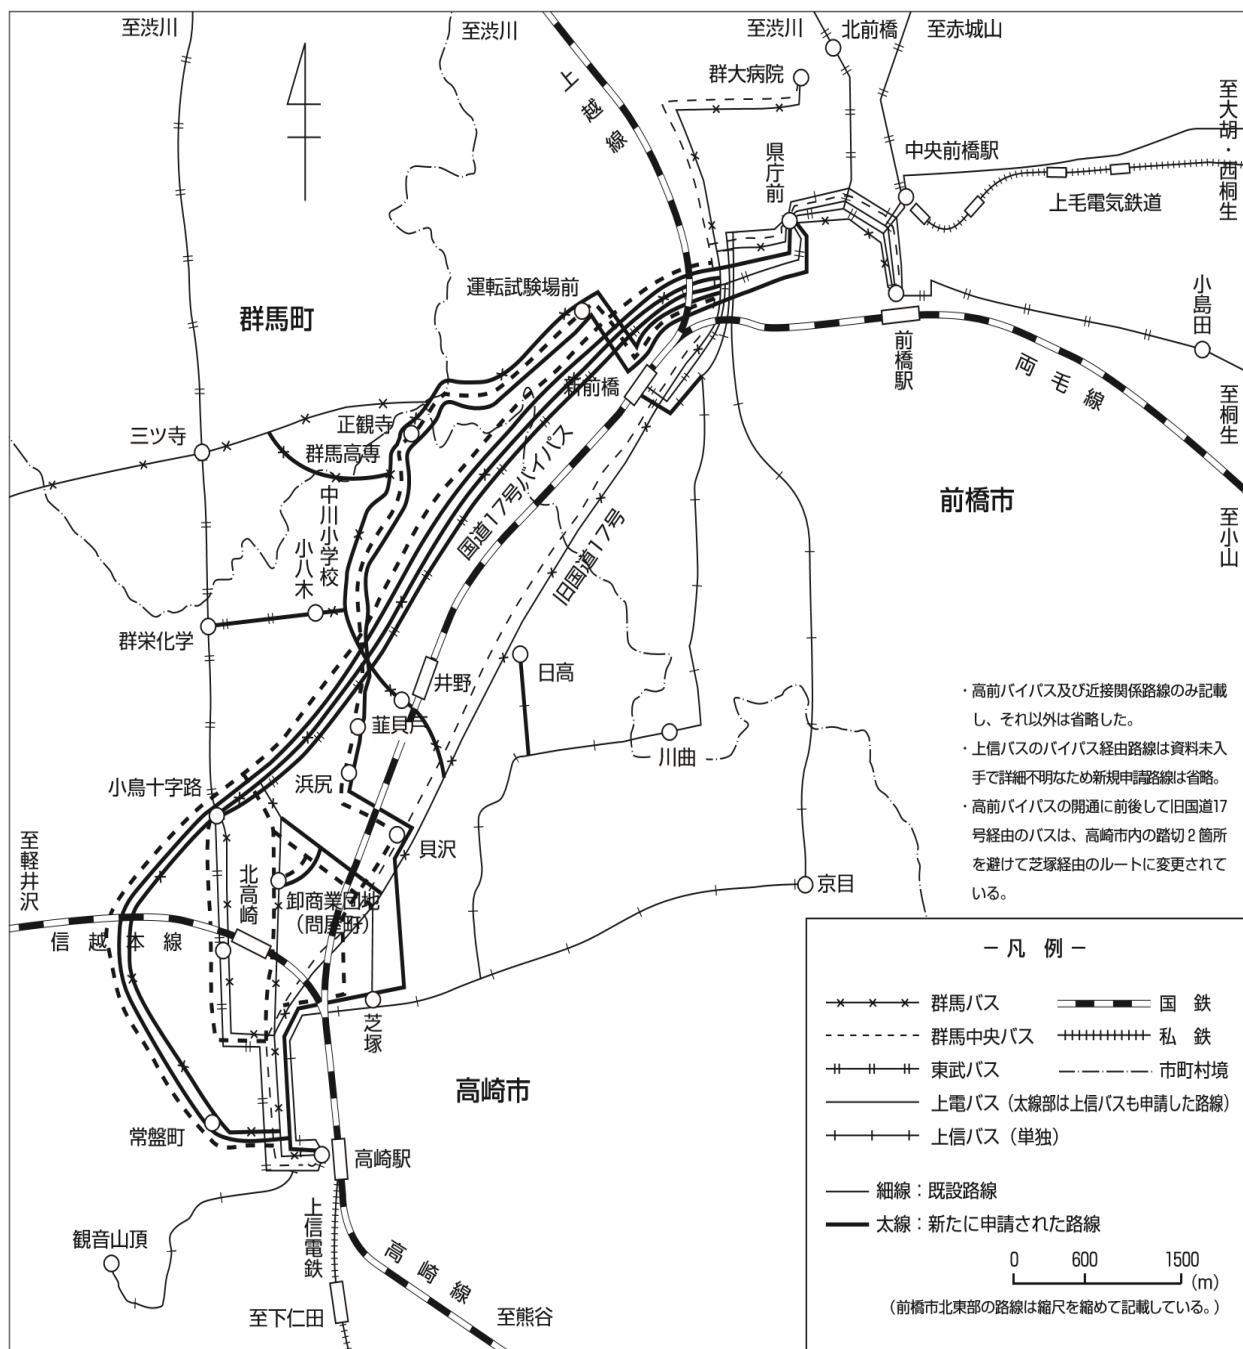 至渋川
至渋川
至渋川
北前橋
至赤城山
上越線
群大病院
県庁前
中央前橋駅
至大胡・西桐生
上毛電気鉄道
運転試験場前
群馬町
小島田
新前橋
前橋駅
両毛線
至桐生
正観寺
三ツ寺
群馬高専
中川小学校
小八木
国道17号バイパス
旧国道17号
前橋市
至小山
群栄化学
井野
日高
韮貝戸
川曲
浜尻
小鳥十字路
貝沢
至軽井沢
北高崎
卸商業団地
（問屋町）
京目
信越本線
芝塚
高崎市
常盤町
高崎駅
観音山頂
上信電鉄
高崎線
至下仁田
至熊谷
・高前バイパス及び近接関係路線のみ記載
し、それ以外は省略した。
・上信バスのバイパス経由路線は資料未入
手で詳細不明なため新規申請路線は省略。
・高前バイパスの開通に前後して旧国道17
号経由のバスは、高崎市内の踏切２箇所
を避けて芝塚経由のルートに変更されて
いる。
－凡 例－
群馬バス
国 鉄
群馬中央バス
私 鉄
東武バス
市町村境
上電バス（太線部は上信バスも申請した路線）
上信バス（単独）
細線：既設路線
太線：新たに申請された路線
0 600 1500
(m)
（前橋市北東部の路線は縮尺を縮めて記載している。）